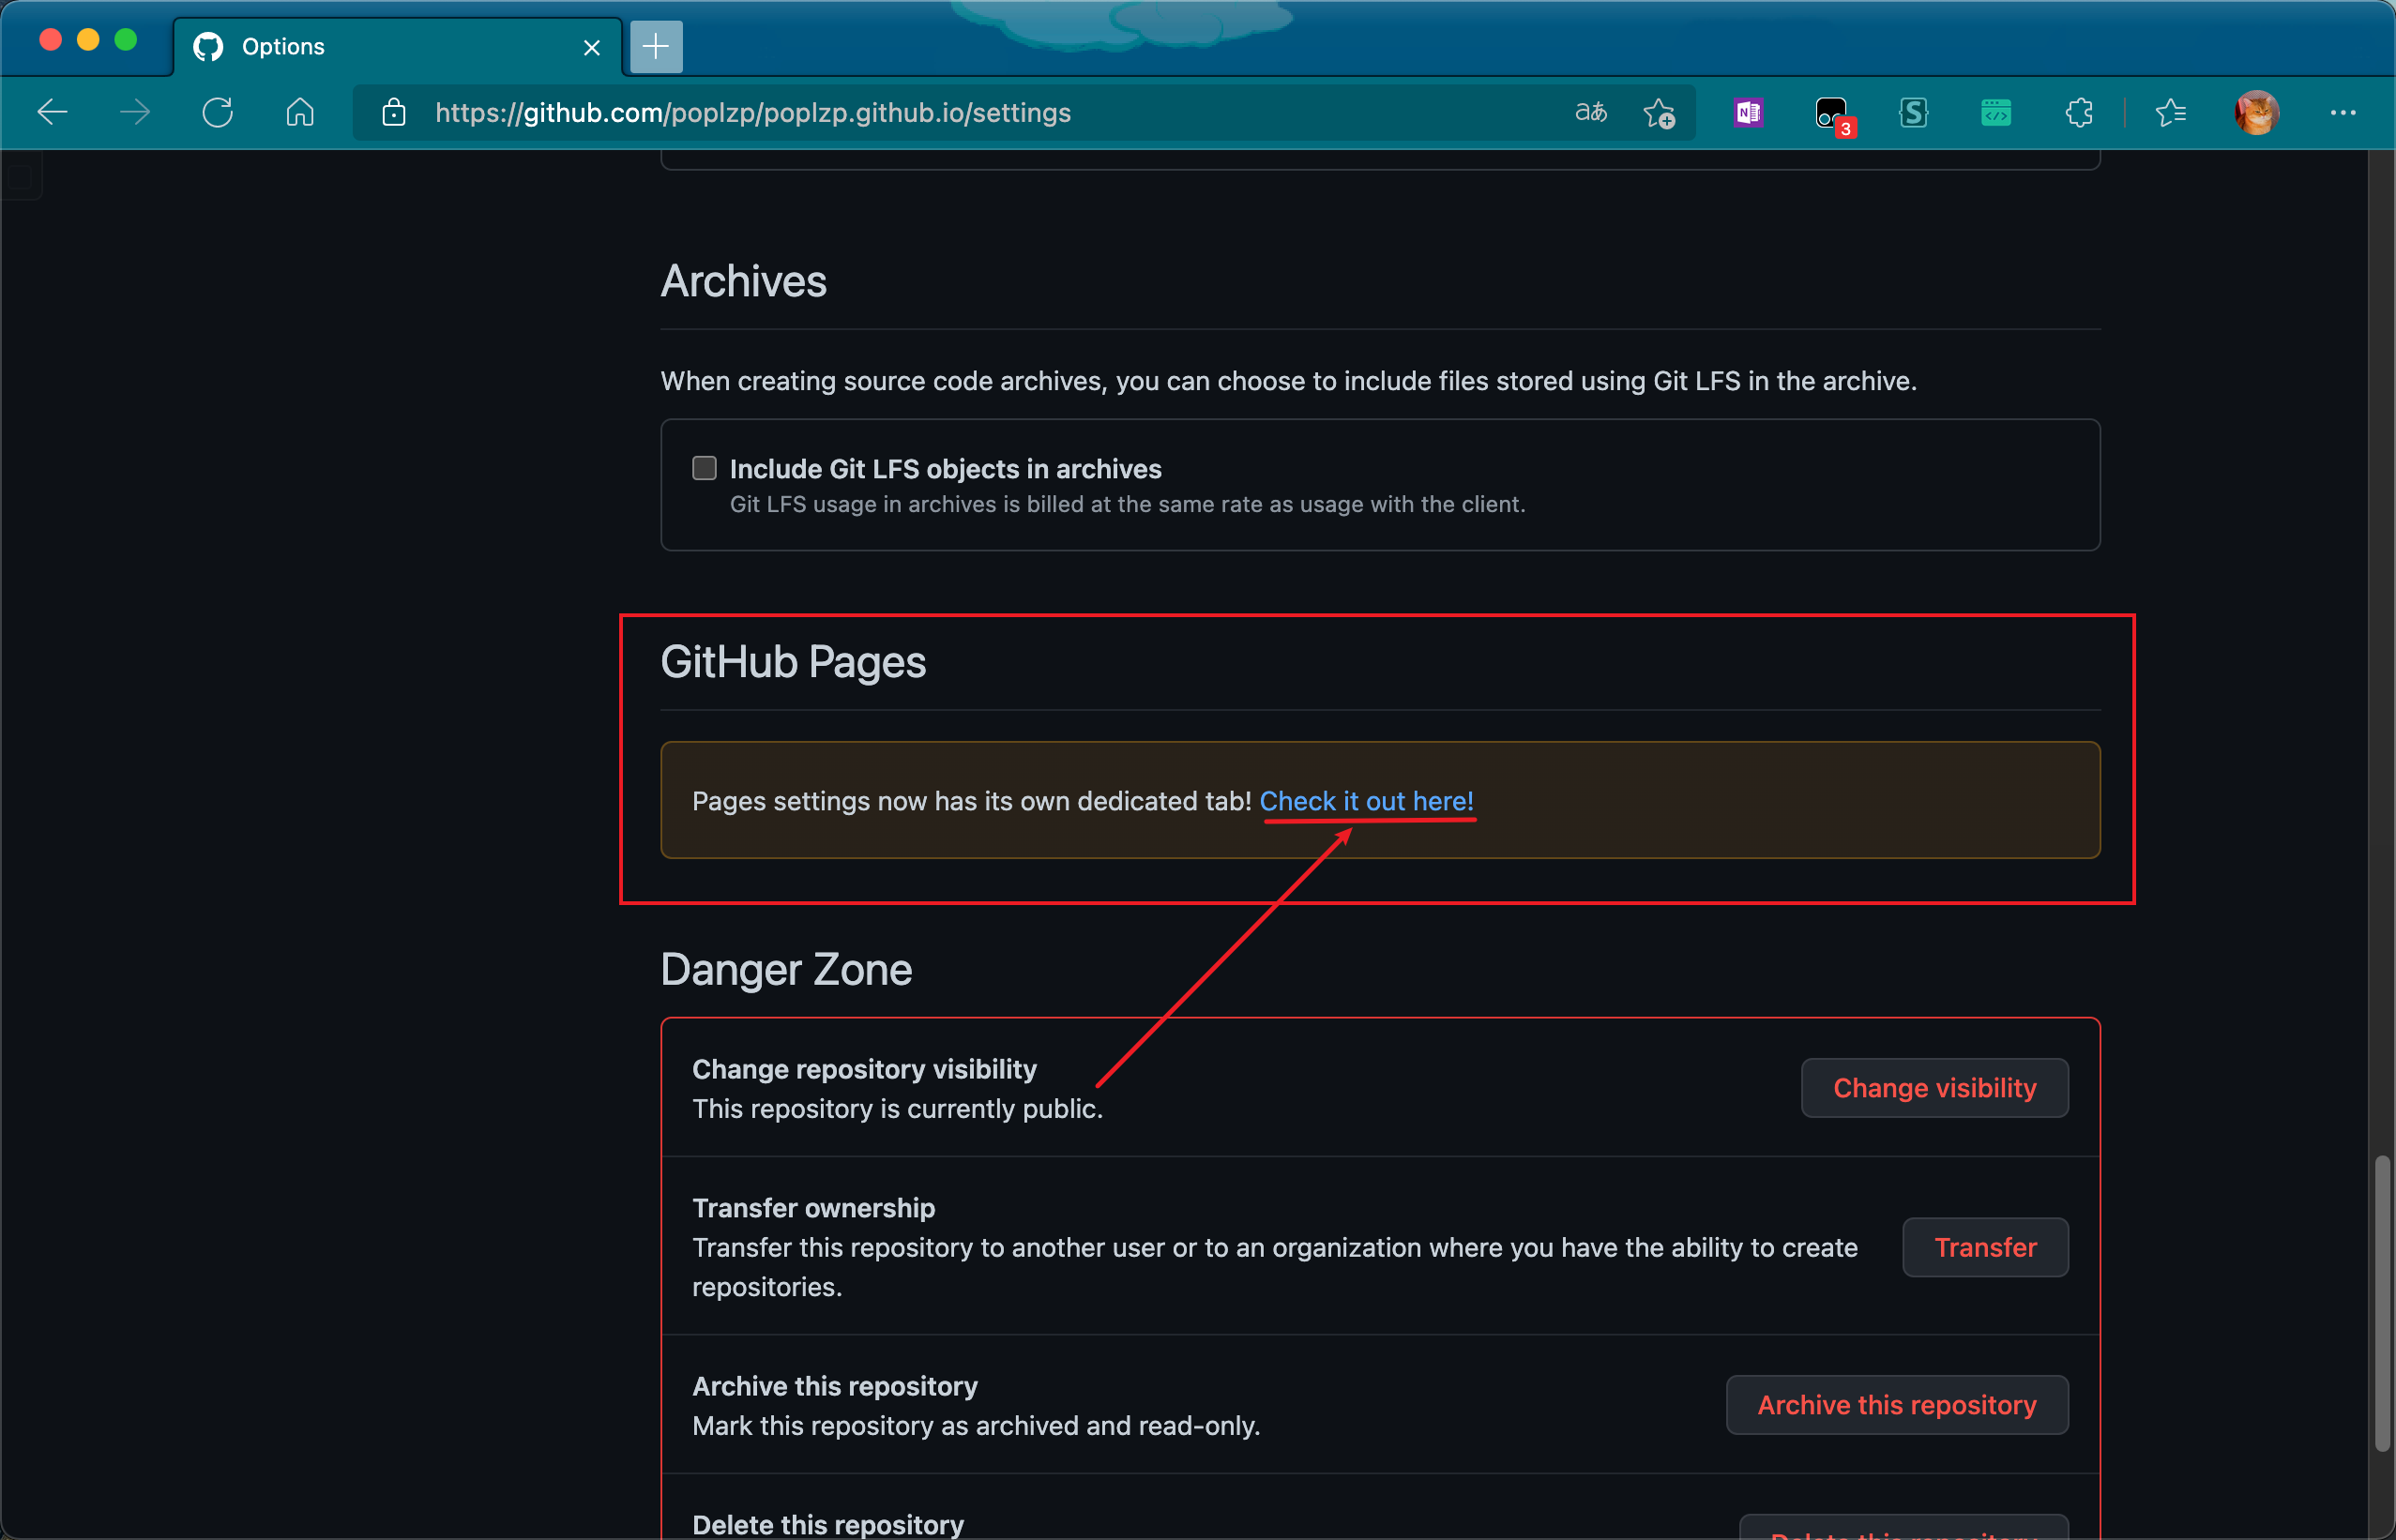 Options
https://github.com/poplzp/poplzp.github.io/settings
aあ
N
3
S
Archives
When creating source code archives, you can choose to include files stored using Git LFS in the archive.
Include Git LFS objects in archives
Git LFS usage in archives is billed at the same rate as usage with the client.
GitHub Pages
Pages settings now has its own dedicated tab! Check it out here!
Danger Zone
Change repository visibility
This repository is currently public.
Change visibility
Transfer ownership
Transfer this repository to another user or to an organization where you have the ability to create
repositories.
Transfer
Archive this repository
Mark this repository as archived and read-only.
Archive this repository
Delete this repository
Delete this repository